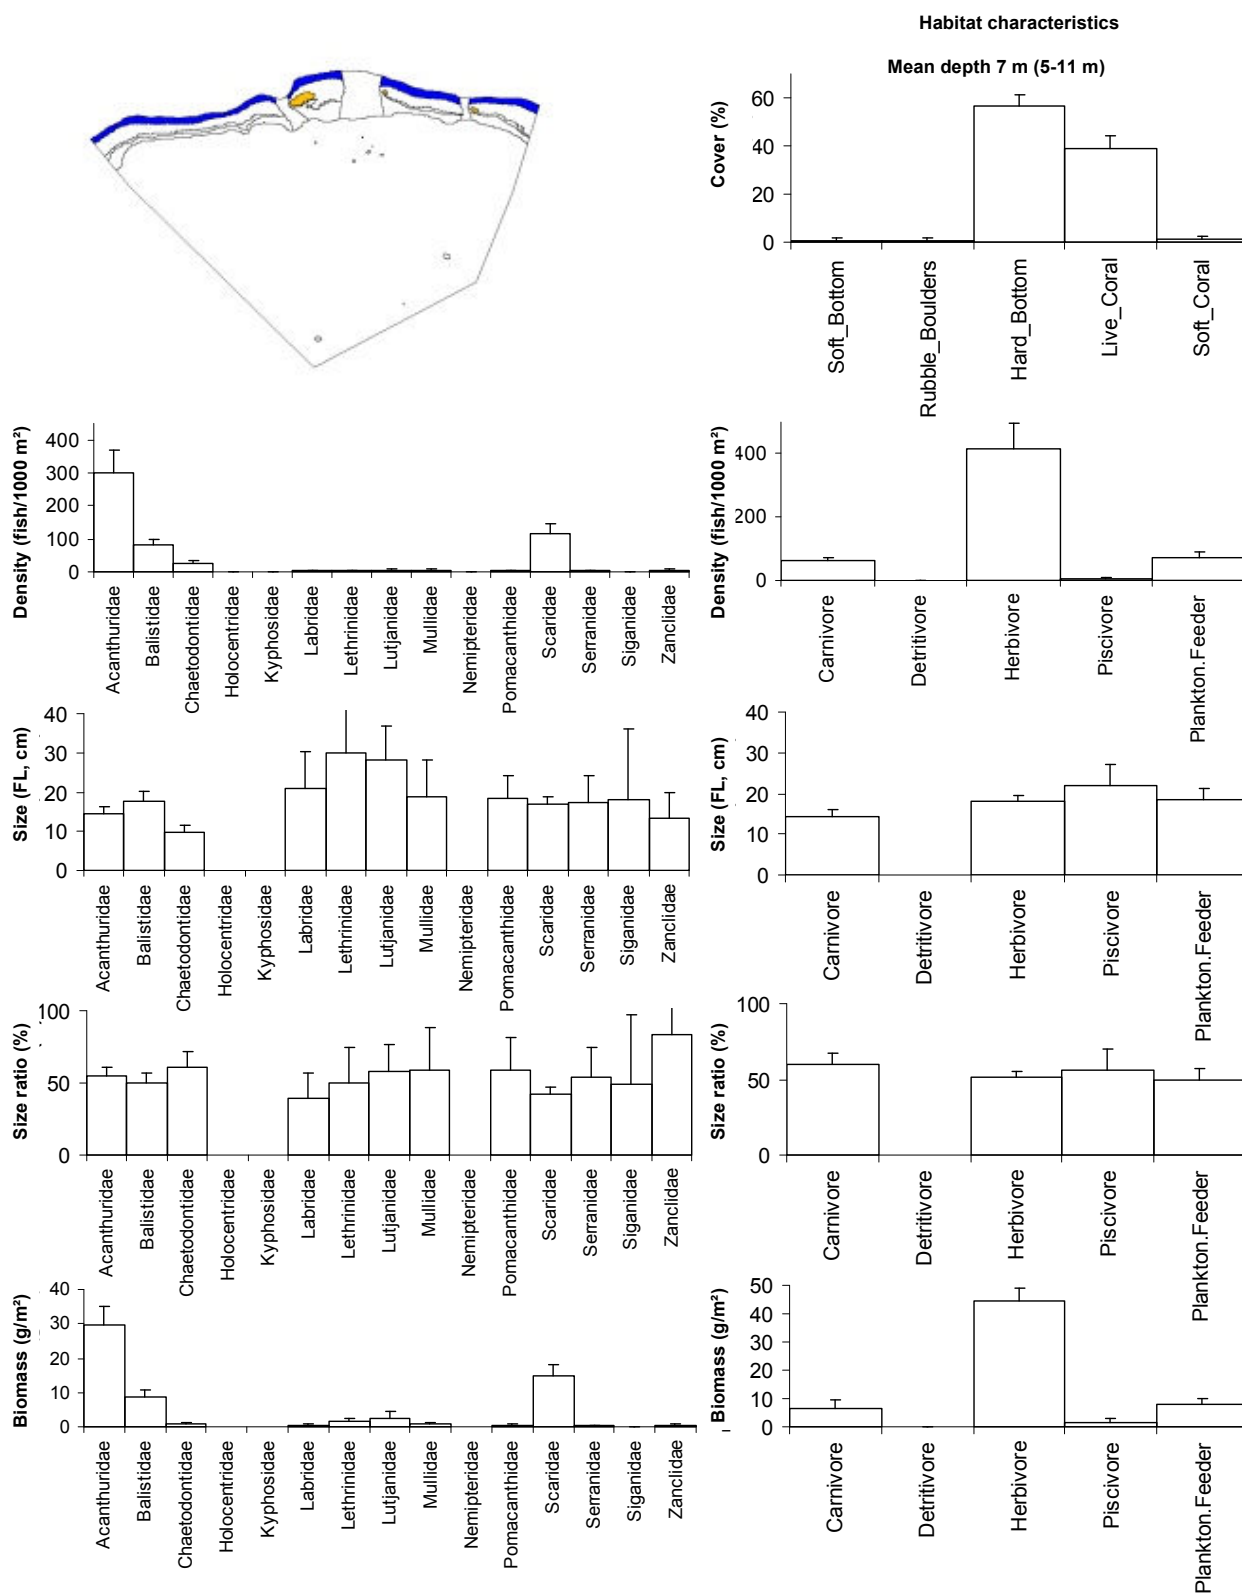 Habitat characteristics
Mean depth 7 m (5-11 m)
Cover (%)
60
40
20
0
Soft_Bottom
Rubble_Boulders
Hard_Bottom
Live_Coral
Soft_Coral
Density (fish/1000 m²)
400
300
200
100
0
Acanthuridae
Balistidae
Chaetodontidae
Holocentridae
Kyphosidae
Labridae
Lethrinidae
Lutjanidae
Mullidae
Nemipteridae
Pomacanthidae
Scaridae
Serranidae
Siganidae
Zanclidae
Density (fish/1000 m²)
400
200
0
Carnivore
Detritivore
Herbivore
Piscivore
Plankton.Feeder
Size (FL, cm)
40
30
20
10
0
Acanthuridae
Balistidae
Chaetodontidae
Holocentridae
Kyphosidae
Labridae
Lethrinidae
Lutjanidae
Mullidae
Nemipteridae
Pomacanthidae
Scaridae
Serranidae
Siganidae
Zanclidae
Size (FL, cm)
40
30
20
10
0
Carnivore
Detritivore
Herbivore
Piscivore
Plankton.Feeder
Size ratio (%)
100
50
0
Acanthuridae
Balistidae
Chaetodontidae
Holocentridae
Kyphosidae
Labridae
Lethrinidae
Lutjanidae
Mullidae
Nemipteridae
Pomacanthidae
Scaridae
Serranidae
Siganidae
Zanclidae
Size ratio (%)
100
50
0
Carnivore
Detritivore
Herbivore
Piscivore
Plankton.Feeder
Biomass (g/m²)
40
30
20
10
0
Acanthuridae
Balistidae
Chaetodontidae
Holocentridae
Kyphosidae
Labridae
Lethrinidae
Lutjanidae
Mullidae
Nemipteridae
Pomacanthidae
Scaridae
Serranidae
Siganidae
Zanclidae
Biomass (g/m²)
50
40
30
20
10
0
Carnivore
Detritivore
Herbivore
Piscivore
Plankton.Feeder